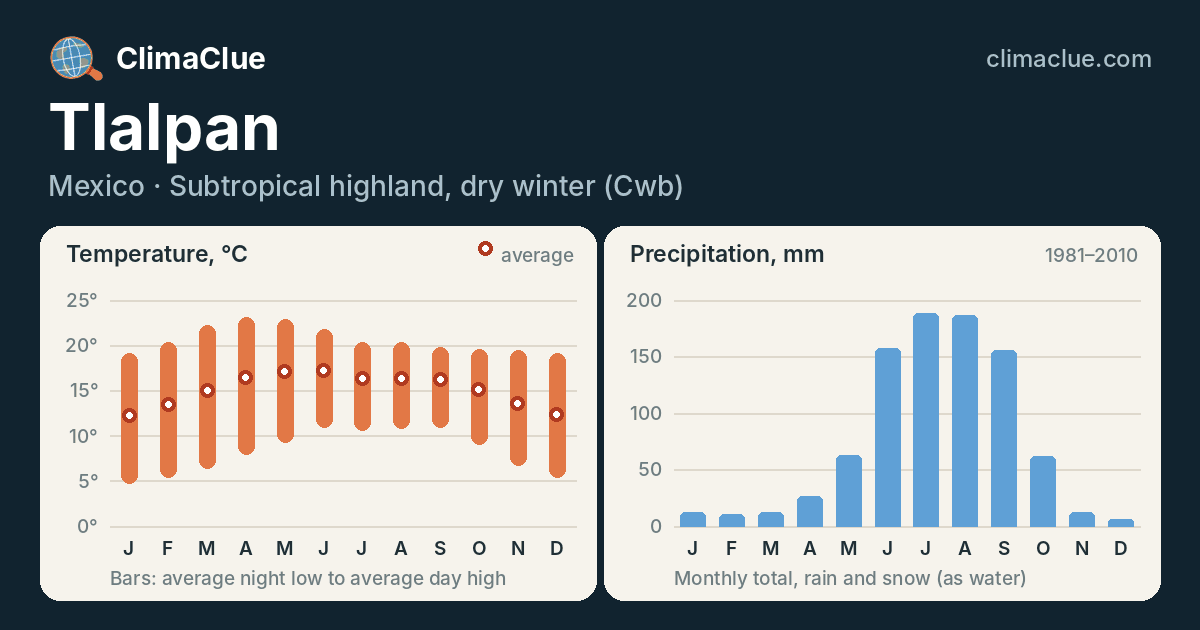 ClimaClue
climaclue.com
Tlalpan
Mexico · Subtropical highland, dry winter (Cwb)
Temperature, °C
average
25°
20°
15°
10°
5°
0°
J F M A M J J A S O N D
Bars: average night low to average day high
Precipitation, mm
1981–2010
200
150
100
50
0
J F M A M J J A S O N D
Monthly total, rain and snow (as water)